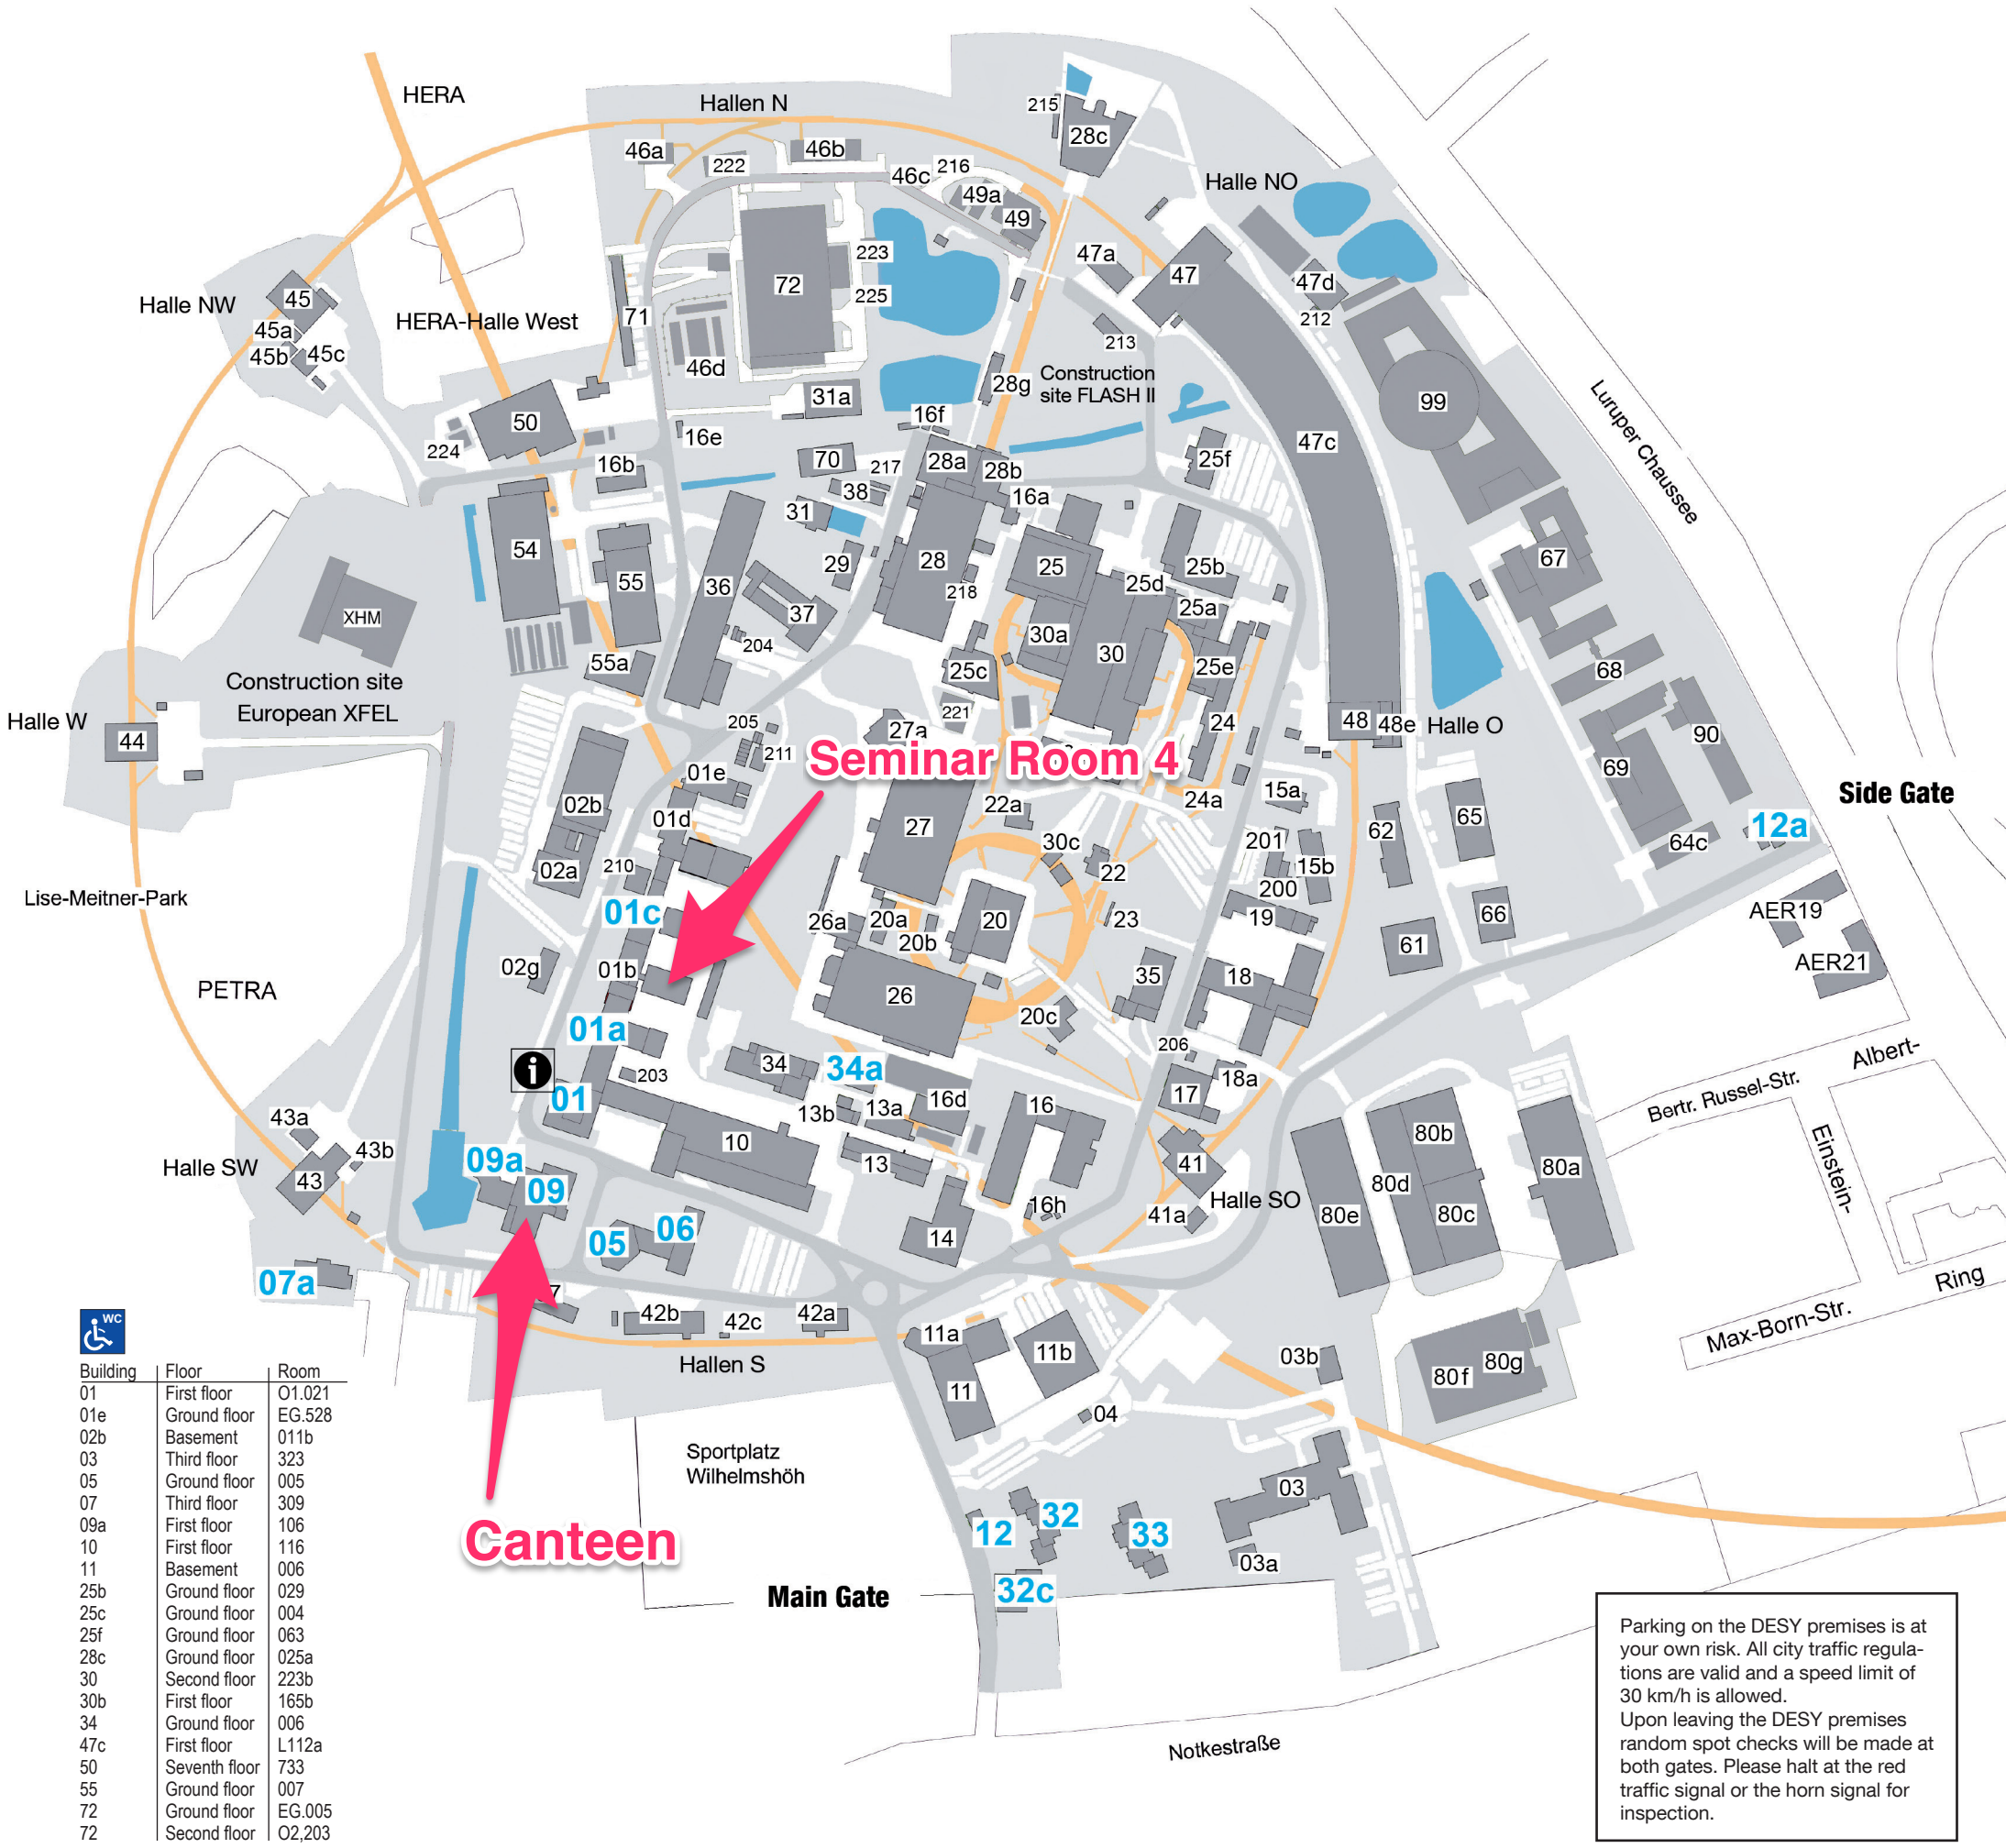 HERA
Hallen N
215
28c
46a
222
46b
46c
216
49a
49
Halle NO
223
225
72
47a
47
47d
212
Halle NW
45
45a
45b
45c
HERA-Halle West
71
46d
213
Construction
site FLASH II
28g
31a
16f
99
Luruper Chaussee
50
224
16e
16b
70
217
28a
28b
47c
25f
38
16a
31
54
55
36
29
28
218
25
25d
25b
67
37
25a
XHM
204
30a
30
55a
25c
25e
68
Construction site
European XFEL
221
24
Halle W
44
205
211
27a
48
48e
Halle O
90
69
Seminar Room 4
01e
02b
01d
27
22a
24a
15a
Side Gate
12a
65
62
30c
201
15b
64c
02a
210
22
200
Lise-Meitner-Park
01c
26a
20a
20b
20
23
19
66
AER19
61
AER21
02g
01b
35
18
PETRA
26
20c
01a
206
34
34a
203
18a
17
Albert-
Bertr. Russel-Str.
01
13b
13a
16d
16
43a
43b
10
80b
Einstein-
Halle SW
43
09a
09
13
41
80d
80a
Halle SO
16h
41a
80e
80c
05
06
14
07a
7
42b
42c
42a
Ring
Max-Born-Str.
11a
11b
Hallen S
11
03b
80f
80g
04
WC
Building Floor Room
01 First floor O1.021
01e Ground floor EG.528
02b Basement 011b
03 Third floor 323
05 Ground floor 005
07 Third floor 309
09a First floor 106
10 First floor 116
11 Basement 006
25b Ground floor 029
25c Ground floor 004
25f Ground floor 063
28c Ground floor 025a
30 Second floor 223b
30b First floor 165b
34 Ground floor 006
47c First floor L112a
50 Seventh floor 733
55 Ground floor 007
72 Ground floor EG.005
72 Second floor O2,203
Sportplatz
Wilhelmshöh
Canteen
03
12
32
33
03a
32c
Main Gate
Notkestraße
Parking on the DESY premises is at
your own risk. All city traffic regula-
tions are valid and a speed limit of
30 km/h is allowed.
Upon leaving the DESY premises
random spot checks will be made at
both gates. Please halt at the red
traffic signal or the horn signal for
inspection.